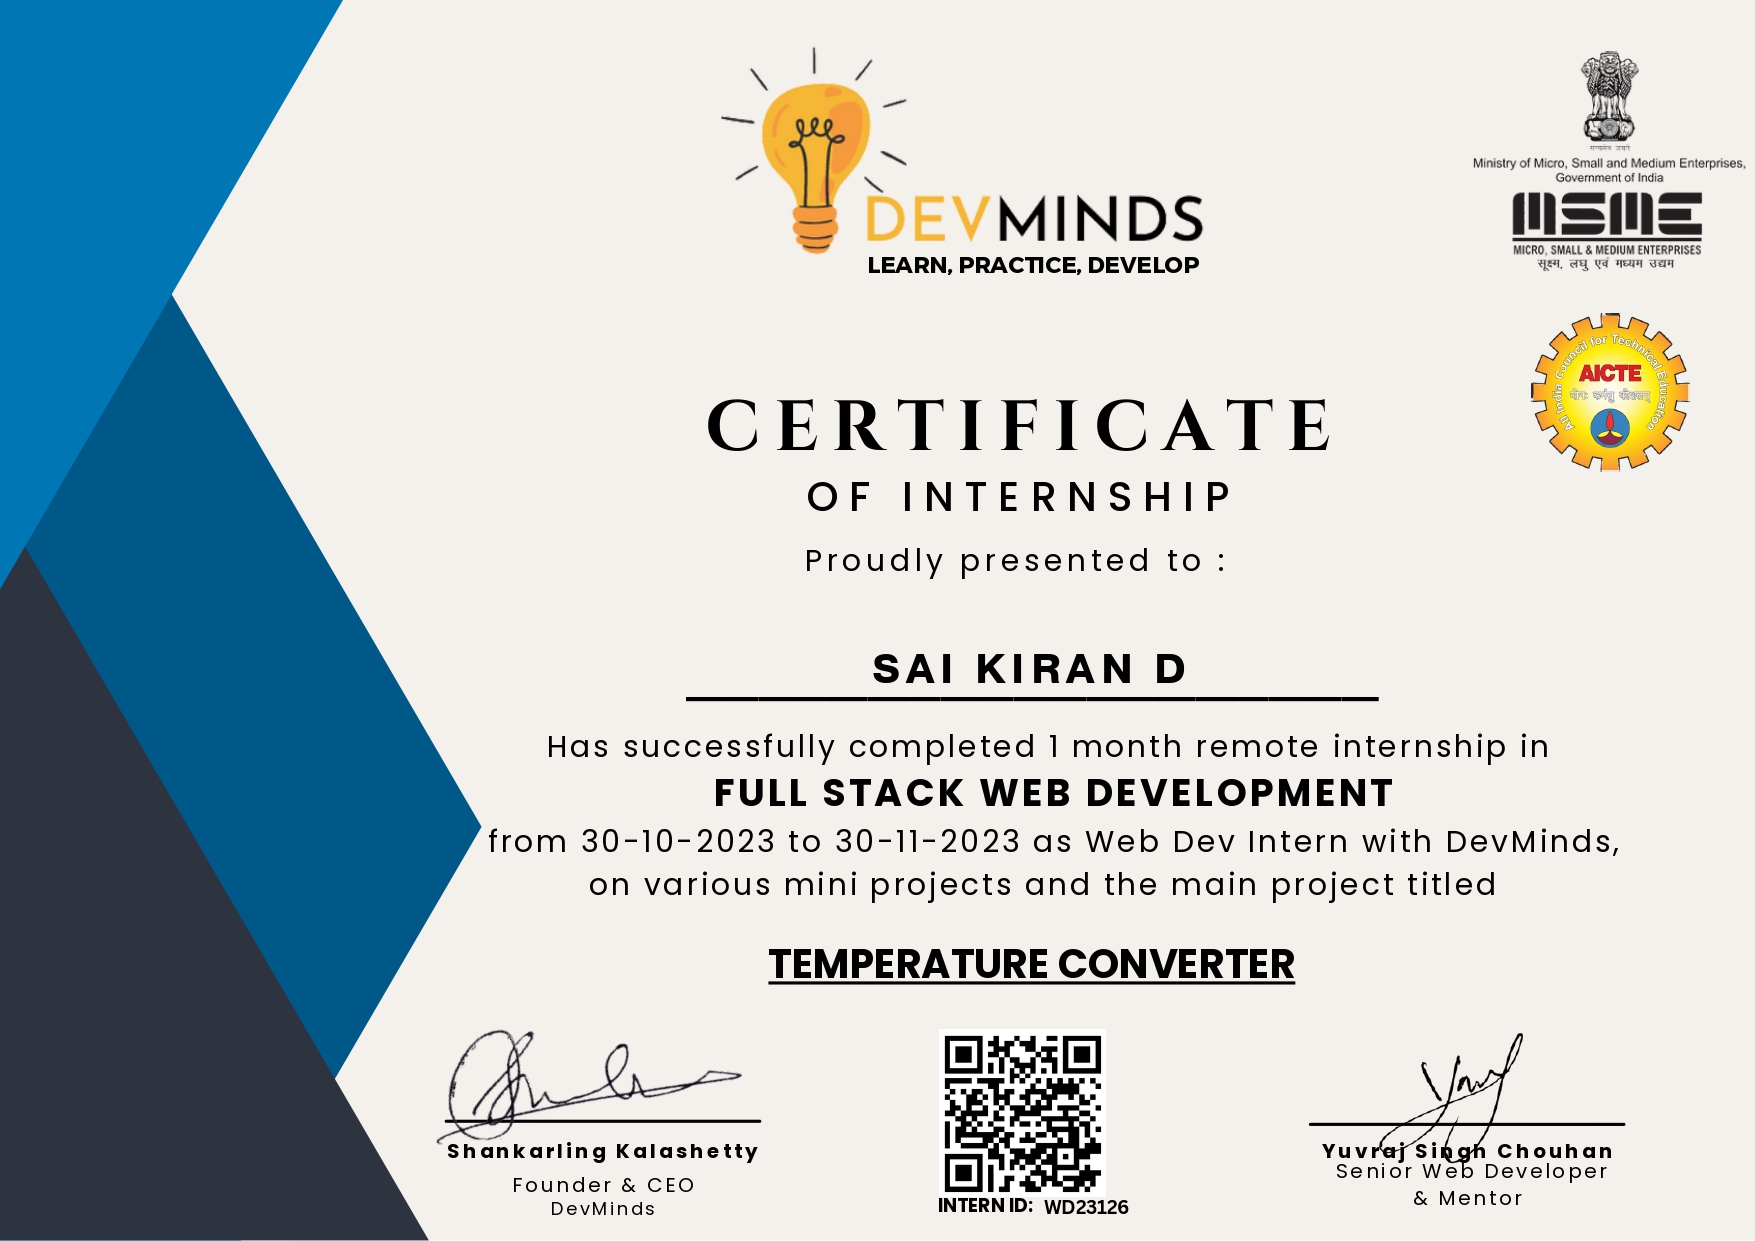 DEVMINDS
LEARN, PRACTICE, DEVELOP
सत्यमेव जयते
Ministry of Micro, Small and Medium Enterprises,
Government of India
MSME
MICRO, SMALL & MEDIUM ENTERPRISES
सूक्ष्म, लघु एवं मध्यम उद्यम
All India Council for Technical Education
AICTE
योगः कर्मसु कौशलम्
CERTIFICATE
OF INTERNSHIP
Proudly presented to :
SAI KIRAN D
Has successfully completed 1 month remote internship in
FULL STACK WEB DEVELOPMENT
from 30-10-2023 to 30-11-2023 as Web Dev Intern with DevMinds,
on various mini projects and the main project titled
TEMPERATURE CONVERTER
Shankarling Kalashetty
Founder & CEO
DevMinds
INTERN ID: WD23126
Yuvraj Singh Chouhan
Senior Web Developer
& Mentor